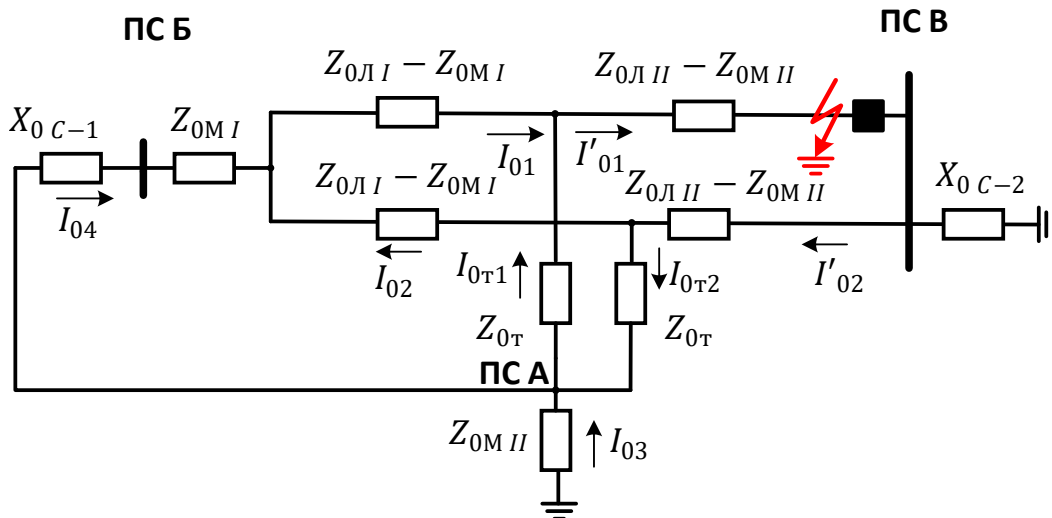 ПС Б
ПС В
Z₀Л I − Z₀М I
Z₀Л II − Z₀М II
X₀ C−1
Z₀М I
I₀₁
I′₀₁
Z₀Л I − Z₀М I
Z₀Л II − Z₀М II
X₀ C−2
I₀₄
I₀₂
I₀т1
I₀т2
I′₀₂
Z₀т
Z₀т
ПС А
Z₀М II
I₀₃